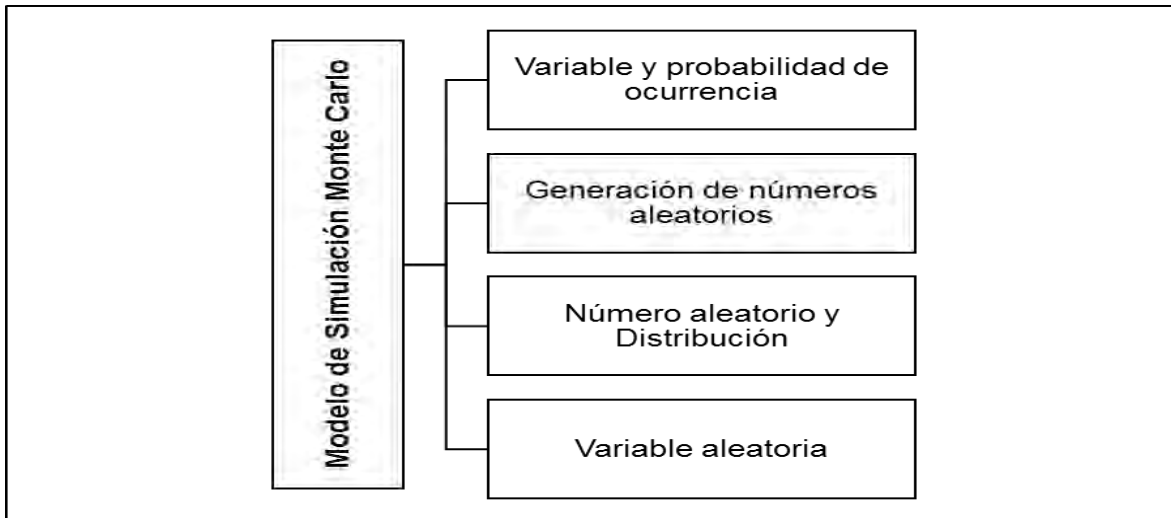 Modelo de Simulación Monte Carlo
Variable y probabilidad de
ocurrencia
Generación de números
aleatorios
Número aleatorio y
Distribución
Variable aleatoria